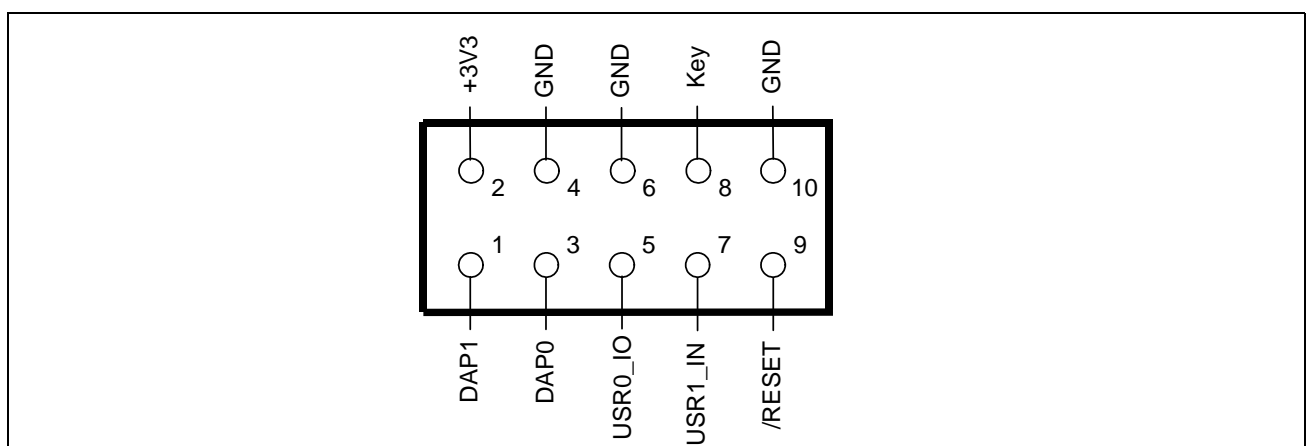 +3V3 GND GND Key GND
2 4 6 8 10
1 3 5 7 9
DAP1 DAP0 USR0_IO USR1_IN /RESET